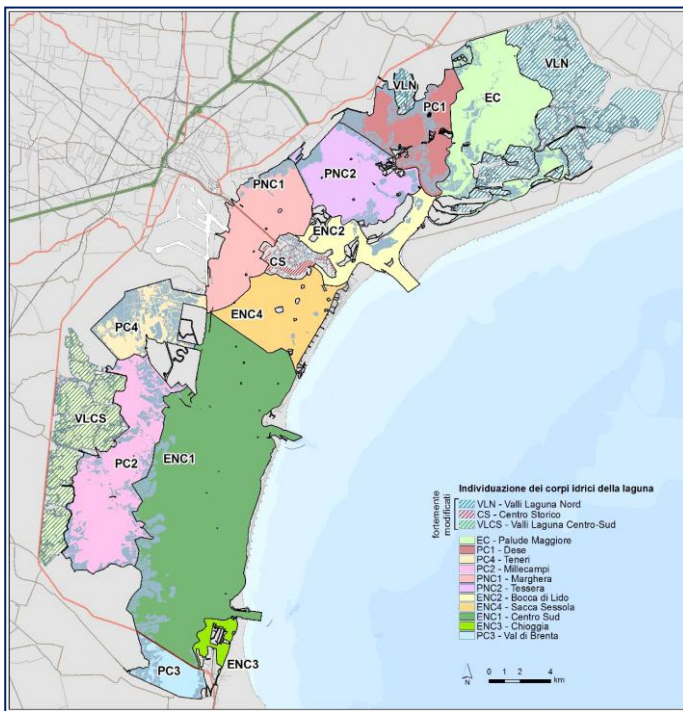 VLN
VLN
PC1
EC
PNC2
PNC1
ENC2
CS
ENC4
PC4
VLCS
ENC1
PC2
PC3
ENC3
Individuazione dei corpi idrici della laguna
fortemente
modificati
VLN - Valli Laguna Nord
CS - Centro Storico
VLCS - Valli Laguna Centro-Sud
EC - Palude Maggiore
PC1 - Dese
PC4 - Teneri
PC2 - Millecampi
PNC1 - Marghera
PNC2 - Tessera
ENC2 - Bocca di Lido
ENC4 - Sacca Sessola
ENC1 - Centro Sud
ENC3 - Chioggia
PC3 - Val di Brenta
N
0 1 2 4
km